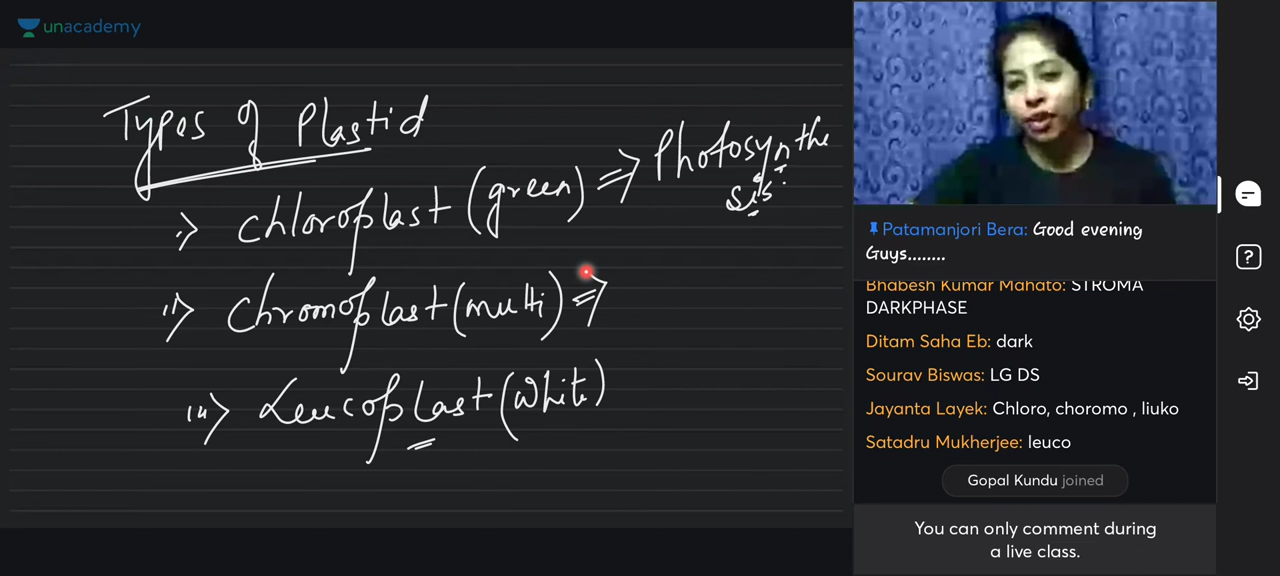 unacademy
Types of Plastid
i> Chloroplast (green) => Photosynthe
sis
ii> Chromoplast (multi) =>
iii> Leucoplast (White)
Patamanjori Bera: Good evening
Guys........
Bhabesh Kumar Mahato: STROMA
DARKPHASE
Ditam Saha Eb: dark
Sourav Biswas: LG DS
Jayanta Layek: Chloro, choromo , liuko
Satadru Mukherjee: leuco
Gopal Kundu joined
You can only comment during
a live class.